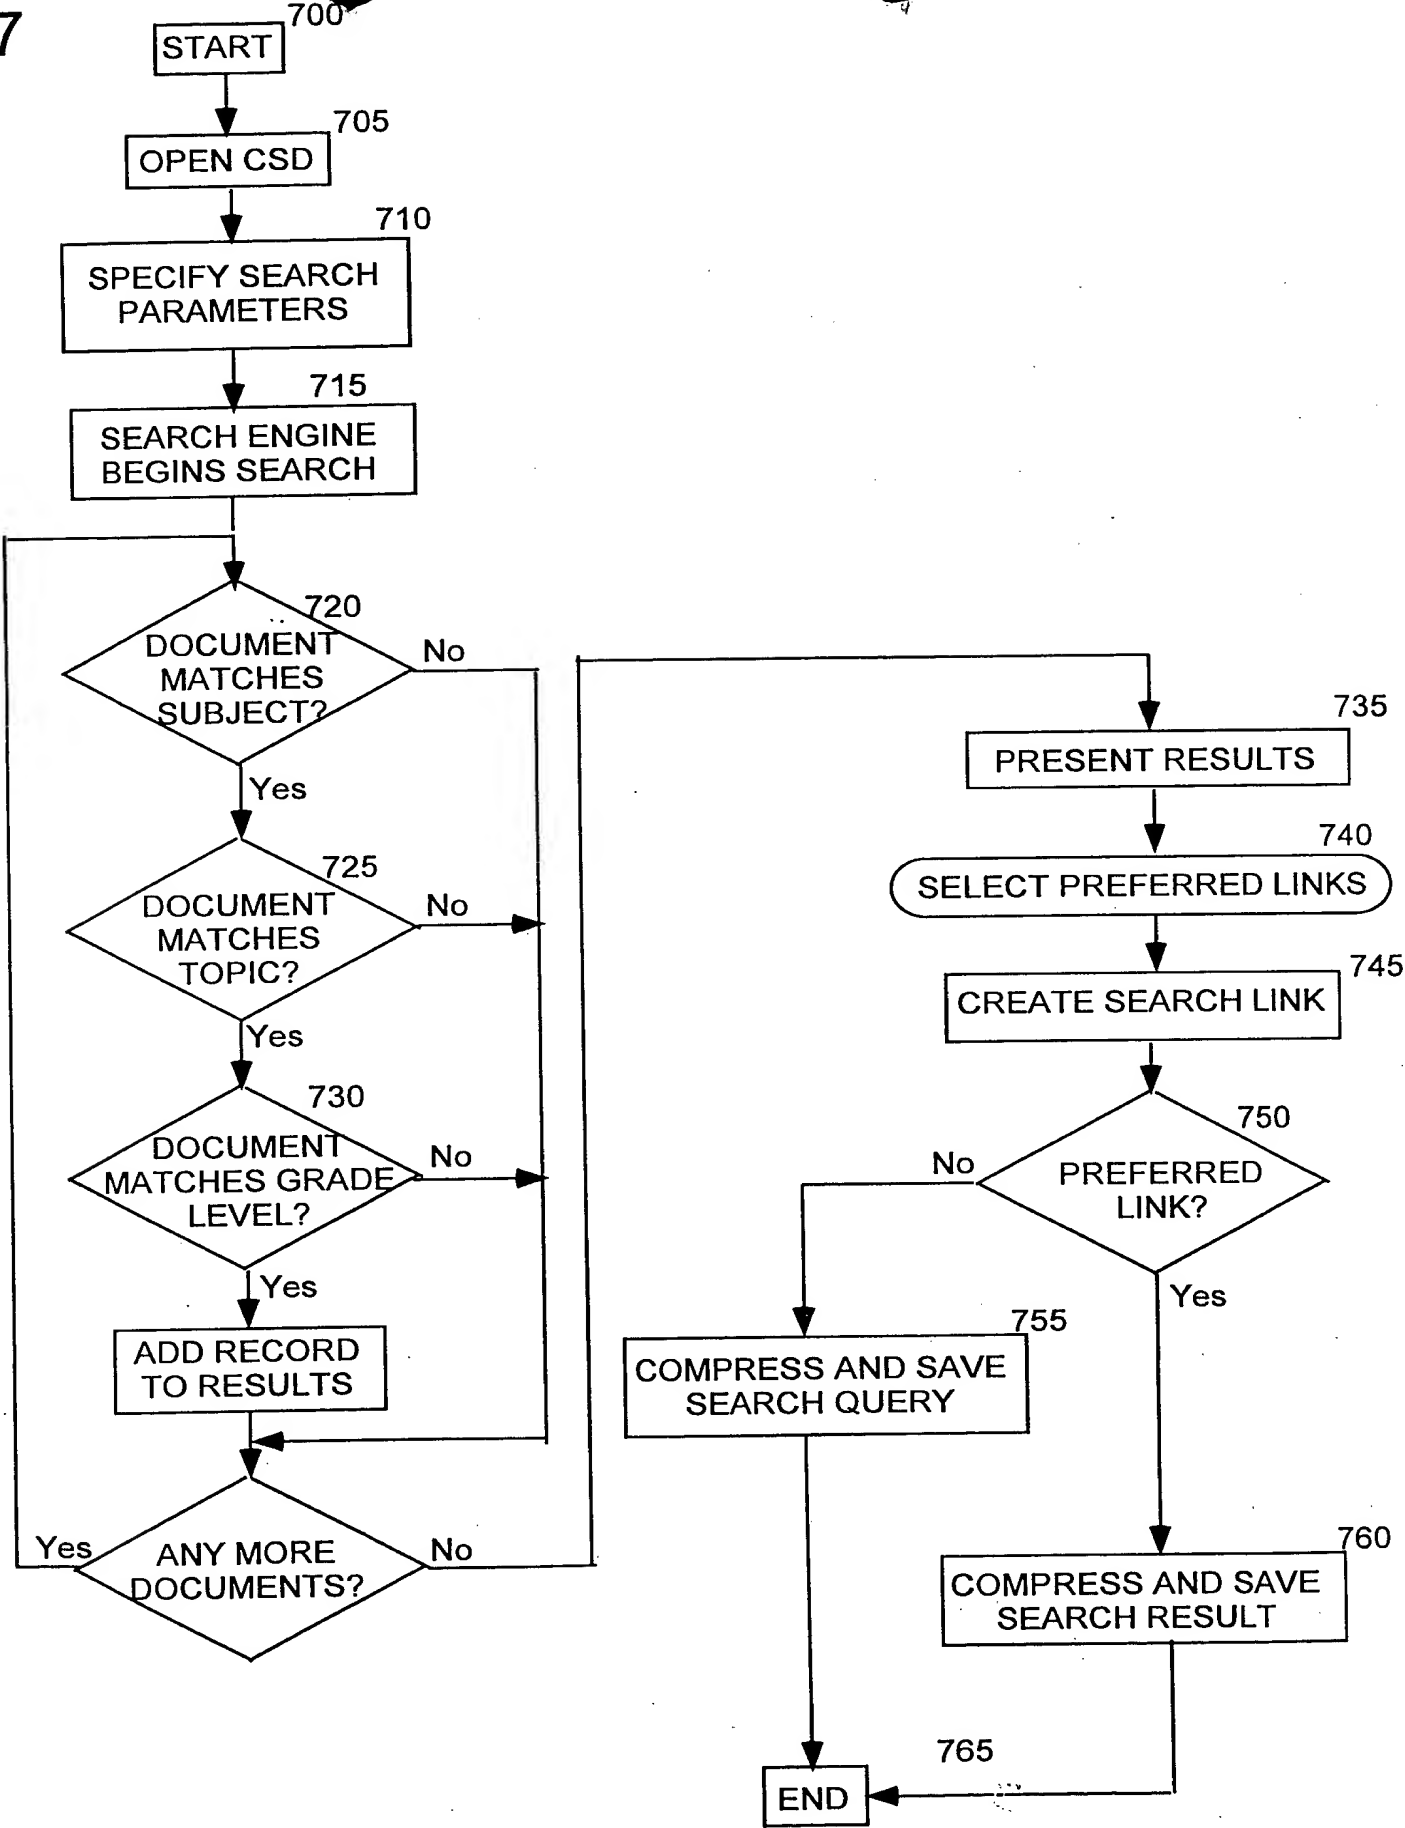 7
700
START
705
OPEN CSD
710
SPECIFY SEARCH
PARAMETERS
715
SEARCH ENGINE
BEGINS SEARCH
720
DOCUMENT
MATCHES
SUBJECT?
No
Yes
725
DOCUMENT
MATCHES
TOPIC?
No
Yes
730
DOCUMENT
MATCHES GRADE
LEVEL?
No
Yes
ADD RECORD
TO RESULTS
ANY MORE
DOCUMENTS?
Yes
No
735
PRESENT RESULTS
740
SELECT PREFERRED LINKS
745
CREATE SEARCH LINK
750
PREFERRED
LINK?
No
Yes
755
COMPRESS AND SAVE
SEARCH QUERY
760
COMPRESS AND SAVE
SEARCH RESULT
765
END